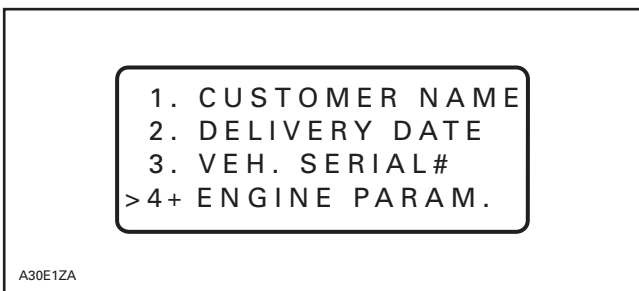 1. CUSTOMER NAME
2. DELIVERY DATE
3. VEH. SERIAL#
>4+ ENGINE PARAM.
A30E1ZA